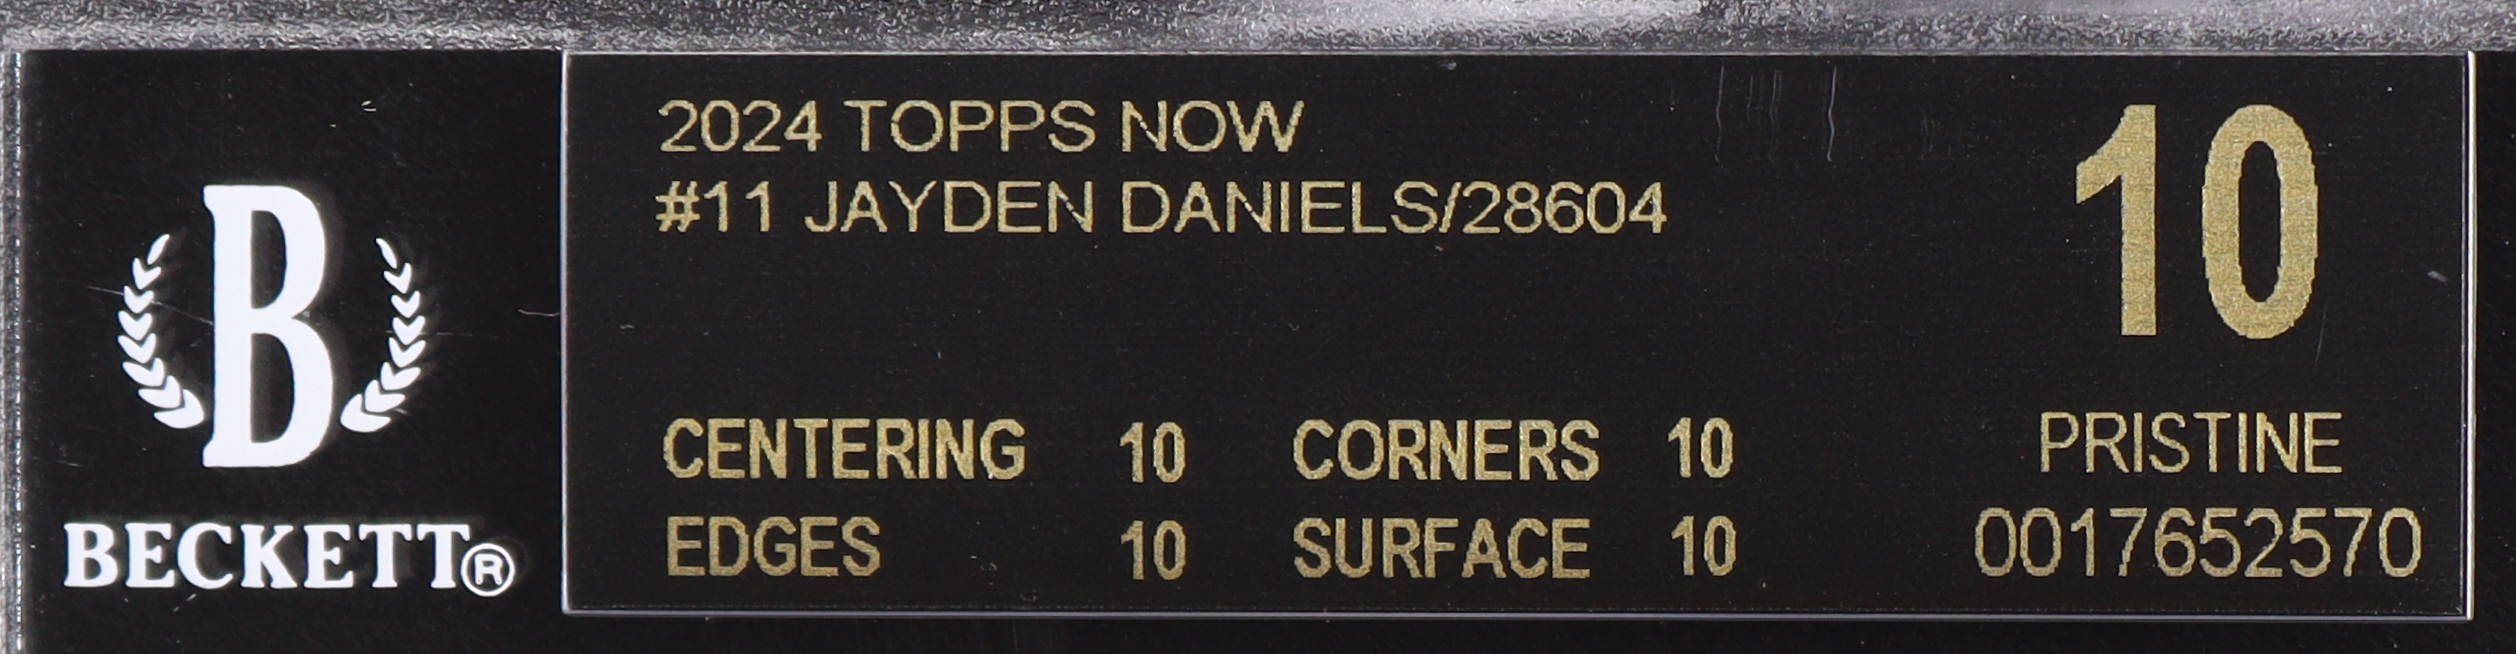 B
BECKETT®
2024 TOPPS NOW
#11 JAYDEN DANIELS/28604
CENTERING 10 CORNERS 10
EDGES 10 SURFACE 10
10
PRISTINE
0017652570